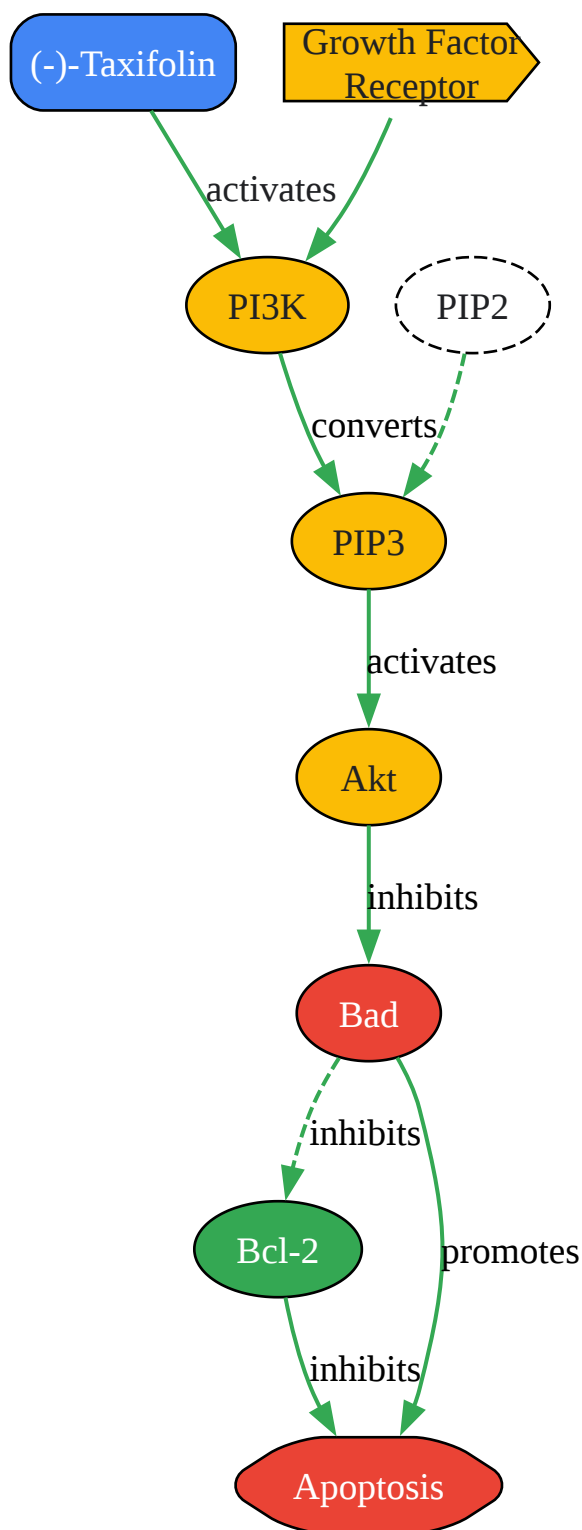 (-)-Taxifolin
Growth Factor
Receptor
activates
PI3K
PIP2
converts
PIP3
activates
Akt
inhibits
Bad
inhibits
Bcl-2
promotes
inhibits
Apoptosis